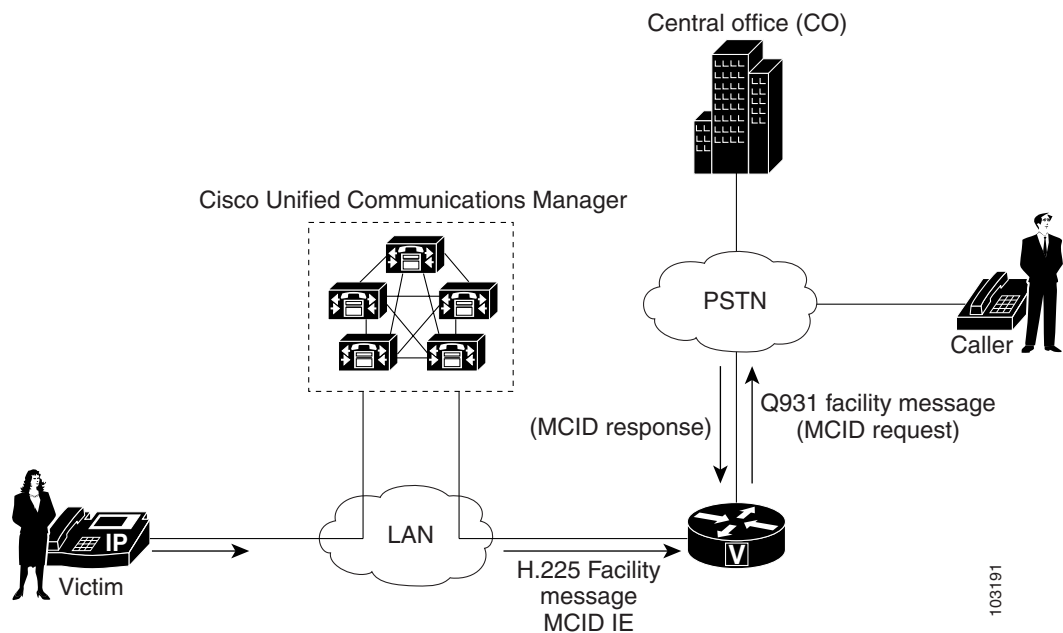 Central office (CO)
Cisco Unified Communications Manager
PSTN
Caller
Q931 facility message
(MCID request)
(MCID response)
IP
Victim
LAN
V
H.225 Facility
message
MCID IE
103191